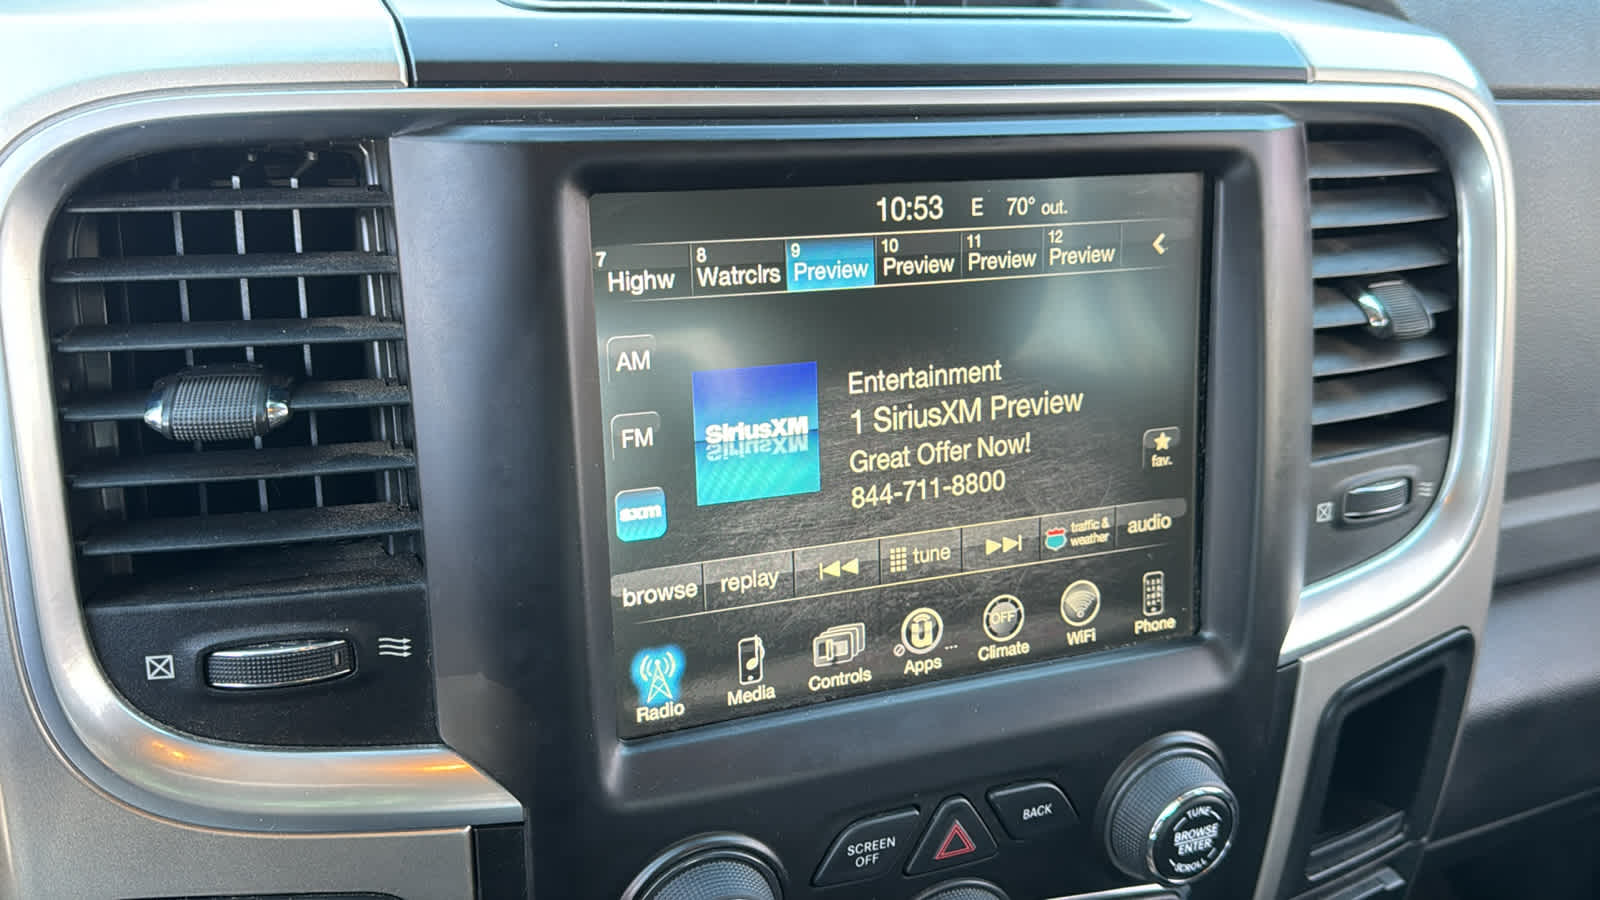 10:53 E 70° out.
7 Highw 8 Watrclrs 9 Preview 10 Preview 11 Preview 12 Preview
AM
FM
sxm
SiriusXM
Entertainment
1 SiriusXM Preview
Great Offer Now!
844-711-8800
fav.
browse replay tune traffic & weather audio
Radio Media Controls Apps OFF Climate WiFi Phone
SCREEN OFF
BACK
TUNE
BROWSE
ENTER
SCROLL